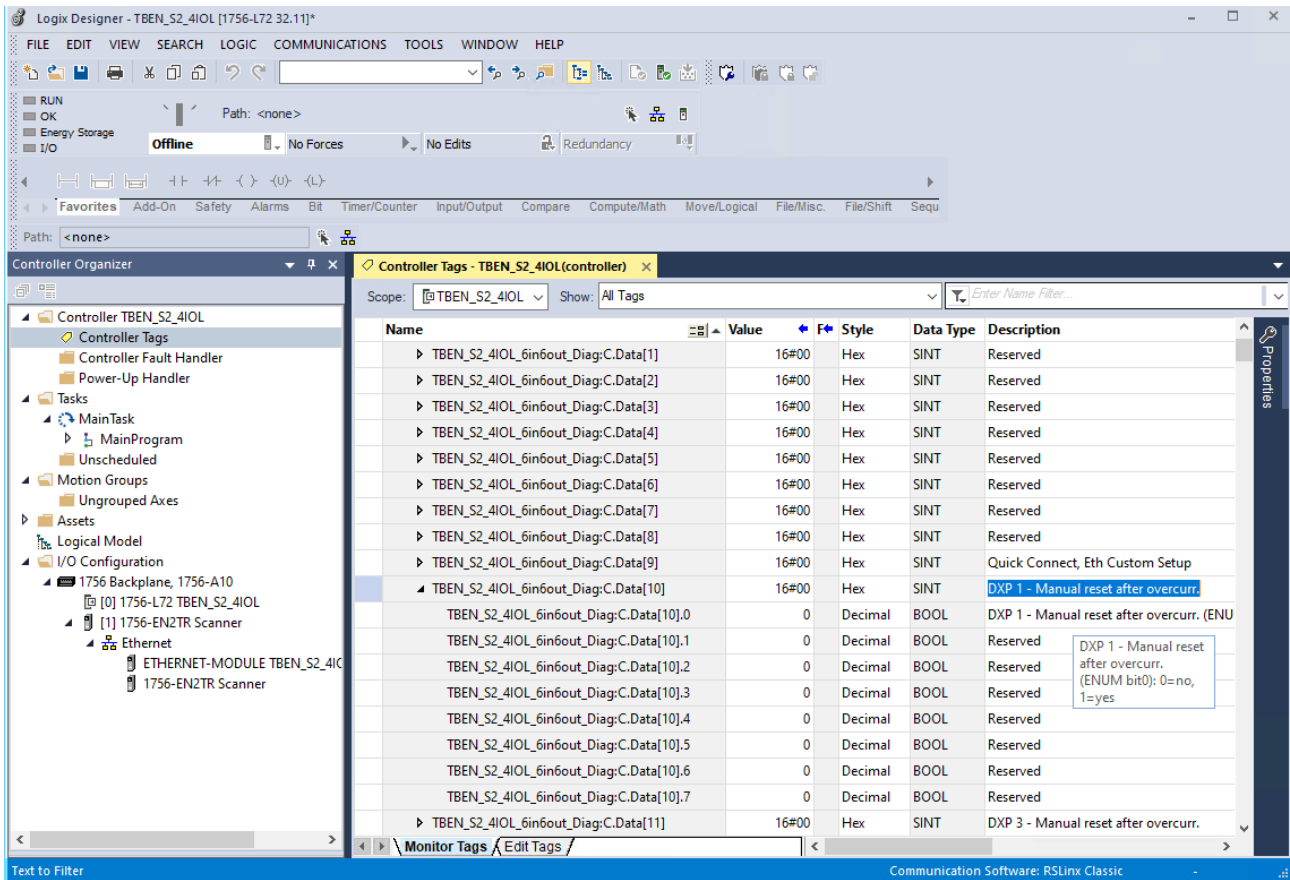 Logix Designer - TBEN_S2_4IOL [1756-L72 32.11]*
FILE EDIT VIEW SEARCH LOGIC COMMUNICATIONS TOOLS WINDOW HELP
RUN
OK
Energy Storage
I/O
Path: <none>
Offline No Forces No Edits Redundancy
Favorites Add-On Safety Alarms Bit Timer/Counter Input/Output Compare Compute/Math Move/Logical File/Misc. File/Shift Sequ
Path: <none>
Controller Organizer
Controller TBEN_S2_4IOL
Controller Tags
Controller Fault Handler
Power-Up Handler
Tasks
MainTask
MainProgram
Unscheduled
Motion Groups
Ungrouped Axes
Assets
Logical Model
I/O Configuration
1756 Backplane, 1756-A10
[0] 1756-L72 TBEN_S2_4IOL
[1] 1756-EN2TR Scanner
Ethernet
ETHERNET-MODULE TBEN_S2_4IC
1756-EN2TR Scanner
Controller Tags - TBEN_S2_4IOL(controller)
Scope: TBEN_S2_4IOL Show: All Tags Enter Name Filter...
Name Value F Style Data Type Description
TBEN_S2_4IOL_6in6out_Diag:C.Data[1] 16#00 Hex SINT Reserved
TBEN_S2_4IOL_6in6out_Diag:C.Data[2] 16#00 Hex SINT Reserved
TBEN_S2_4IOL_6in6out_Diag:C.Data[3] 16#00 Hex SINT Reserved
TBEN_S2_4IOL_6in6out_Diag:C.Data[4] 16#00 Hex SINT Reserved
TBEN_S2_4IOL_6in6out_Diag:C.Data[5] 16#00 Hex SINT Reserved
TBEN_S2_4IOL_6in6out_Diag:C.Data[6] 16#00 Hex SINT Reserved
TBEN_S2_4IOL_6in6out_Diag:C.Data[7] 16#00 Hex SINT Reserved
TBEN_S2_4IOL_6in6out_Diag:C.Data[8] 16#00 Hex SINT Reserved
TBEN_S2_4IOL_6in6out_Diag:C.Data[9] 16#00 Hex SINT Quick Connect, Eth Custom Setup
TBEN_S2_4IOL_6in6out_Diag:C.Data[10] 16#00 Hex SINT DXP 1 - Manual reset after overcurr.
TBEN_S2_4IOL_6in6out_Diag:C.Data[10].0 0 Decimal BOOL DXP 1 - Manual reset after overcurr. (ENU
TBEN_S2_4IOL_6in6out_Diag:C.Data[10].1 0 Decimal BOOL Reserved
TBEN_S2_4IOL_6in6out_Diag:C.Data[10].2 0 Decimal BOOL Reserved
TBEN_S2_4IOL_6in6out_Diag:C.Data[10].3 0 Decimal BOOL Reserved
TBEN_S2_4IOL_6in6out_Diag:C.Data[10].4 0 Decimal BOOL Reserved
TBEN_S2_4IOL_6in6out_Diag:C.Data[10].5 0 Decimal BOOL Reserved
TBEN_S2_4IOL_6in6out_Diag:C.Data[10].6 0 Decimal BOOL Reserved
TBEN_S2_4IOL_6in6out_Diag:C.Data[10].7 0 Decimal BOOL Reserved
TBEN_S2_4IOL_6in6out_Diag:C.Data[11] 16#00 Hex SINT DXP 3 - Manual reset after overcurr.
DXP 1 - Manual reset
after overcurr.
(ENUM bit0): 0=no,
1=yes
Properties
Monitor Tags Edit Tags
Text to Filter Communication Software: RSLinx Classic -